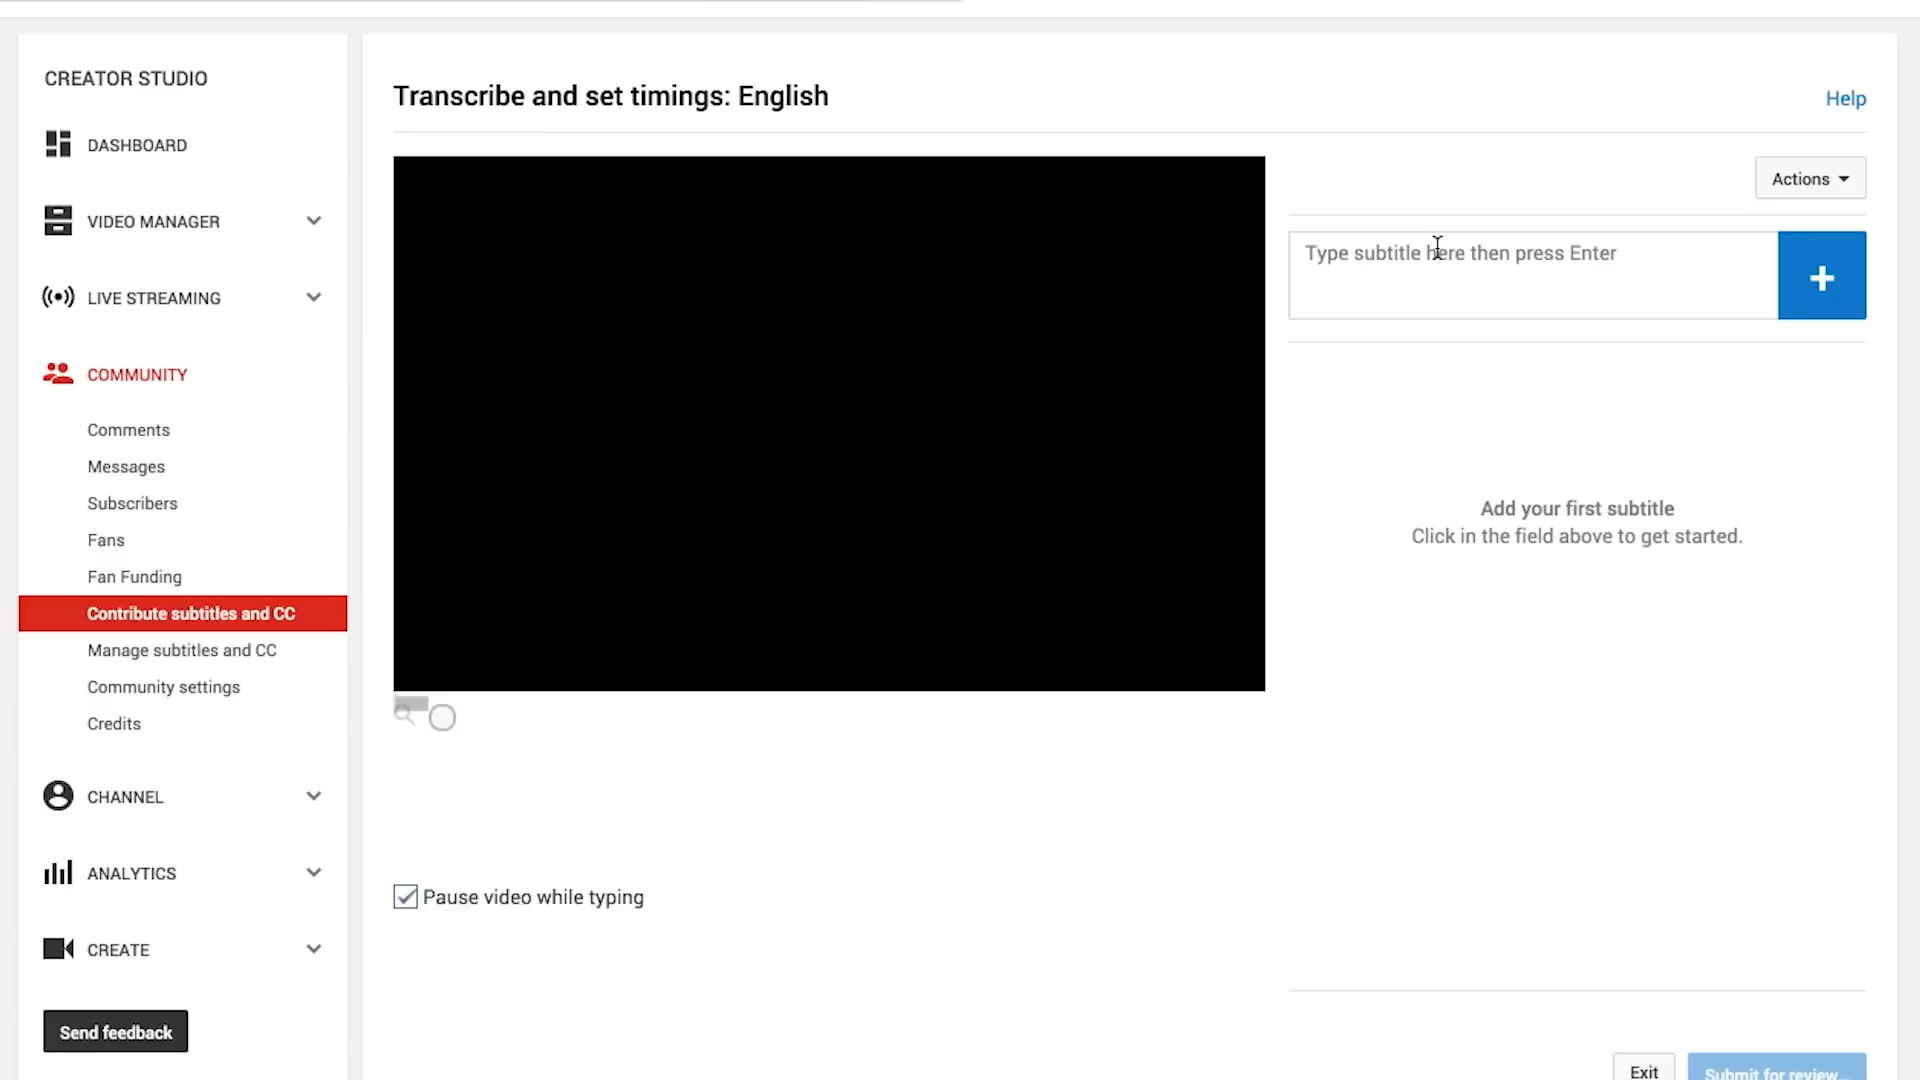 CREATOR STUDIO
DASHBOARD
VIDEO MANAGER
LIVE STREAMING
COMMUNITY
Comments
Messages
Subscribers
Fans
Fan Funding
Contribute subtitles and CC
Manage subtitles and CC
Community settings
Credits
CHANNEL
ANALYTICS
CREATE
Send feedback
Transcribe and set timings: English
Help
Actions
Type subtitle here then press Enter
Add your first subtitle
Click in the field above to get started.
Pause video while typing
Exit
Submit for review...